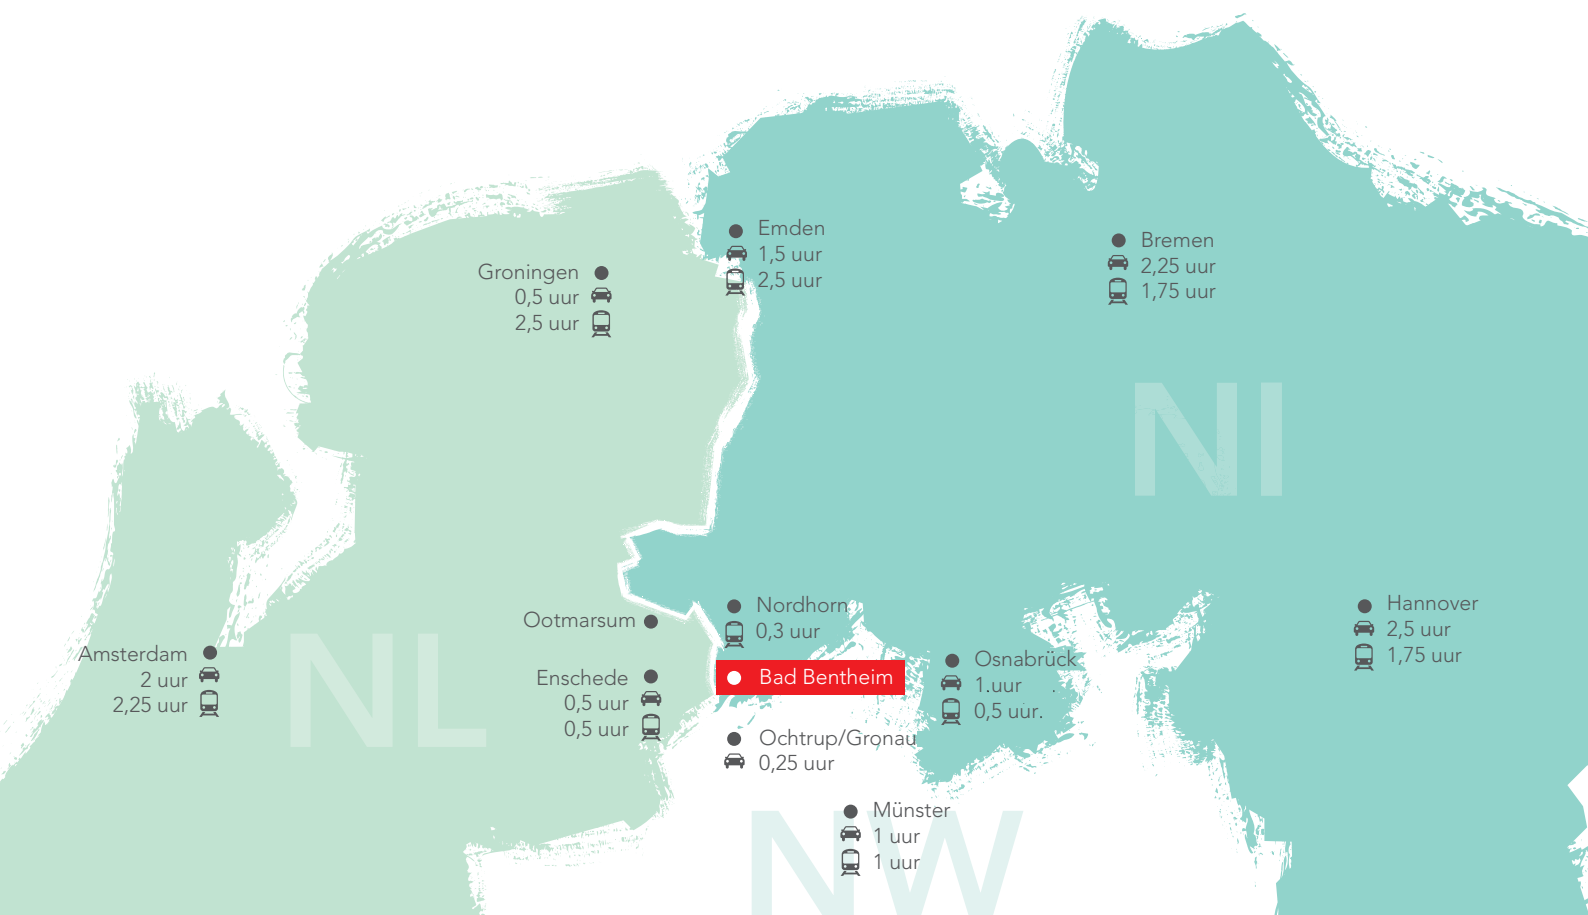 Emden
1,5 uur
2,5 uur
Bremen
2,25 uur
1,75 uur
Groningen
0,5 uur
2,5 uur
NI
Nordhorn
0,3 uur
Hannover
2,5 uur
1,75 uur
Ootmarsum
NL
Amsterdam
2 uur
2,25 uur
Enschede
0,5 uur
0,5 uur
Bad Bentheim
Osnabrück
1.uur .
0,5 uur.
Ochtrup/Gronau
0,25 uur
NW
Münster
1 uur
1 uur